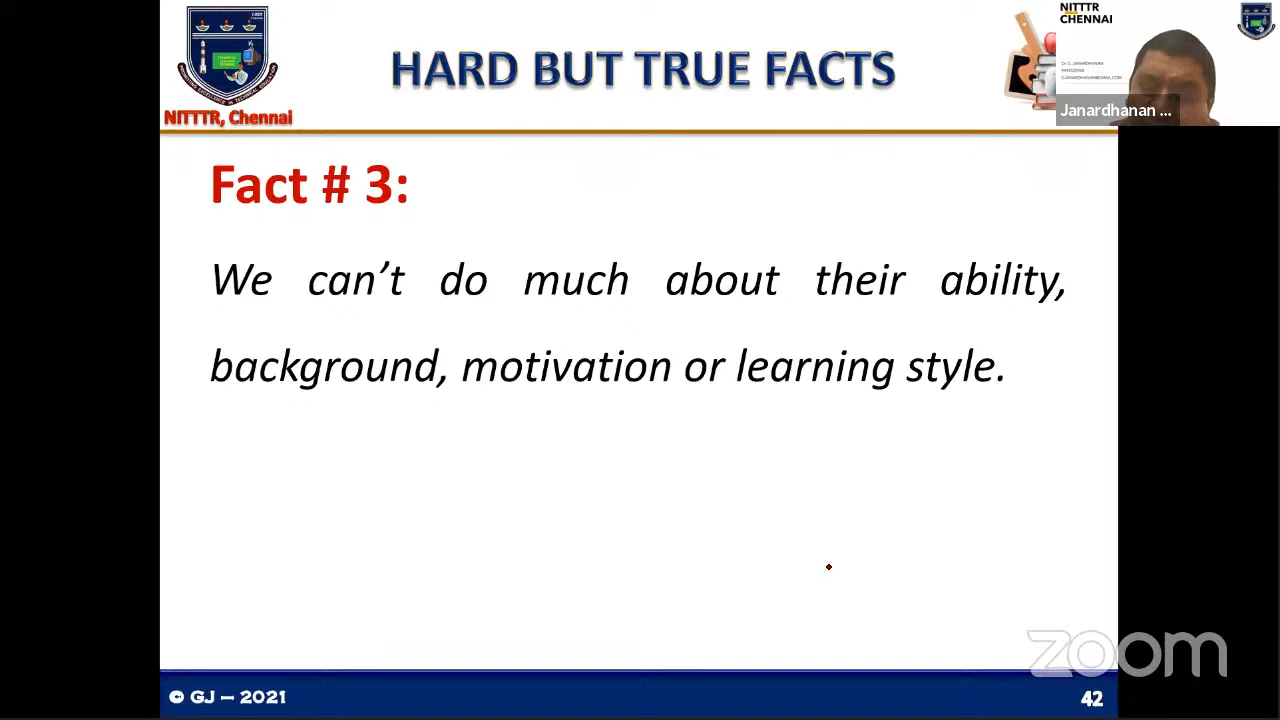 HARD BUT TRUE FACTS
NITTTR, Chennai
NITTTR
CHENNAI
Janardhanan ...
Fact # 3:
We can’t do much about their ability,
background, motivation or learning style.
zoom
© GJ – 2021
42